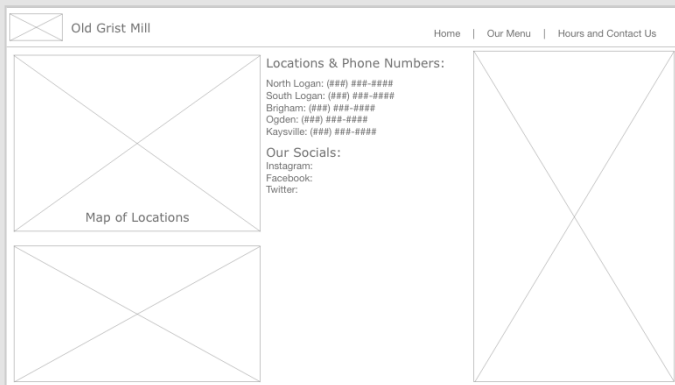 Old Grist Mill
Home | Our Menu | Hours and Contact Us
Locations & Phone Numbers:
North Logan: (###) ###-####
South Logan: (###) ###-####
Brigham: (###) ###-####
Ogden: (###) ###-####
Kaysville: (###) ###-####
Our Socials:
Instagram:
Facebook:
Twitter:
Map of Locations